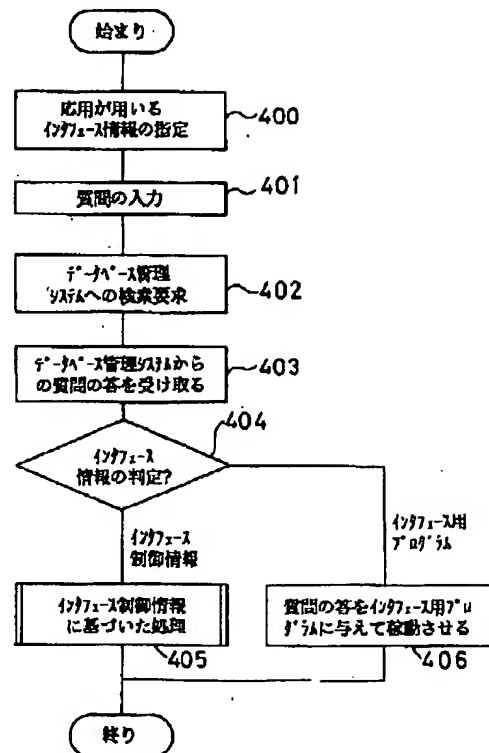 始まり
応用が用いる
インタフェース情報の指定
400
質問の入力
401
データベース管理
システムへの検索要求
402
データベース管理システムから
の質問の答を受け取る
403
404
インタフェース
情報の判定?
インタフェース
制御情報
インタフェース用
プログラム
インタフェース制御情報
に基づいた処理
405
質問の答をインタフェース用プロ
グラムに与えて稼動させる
406
終り